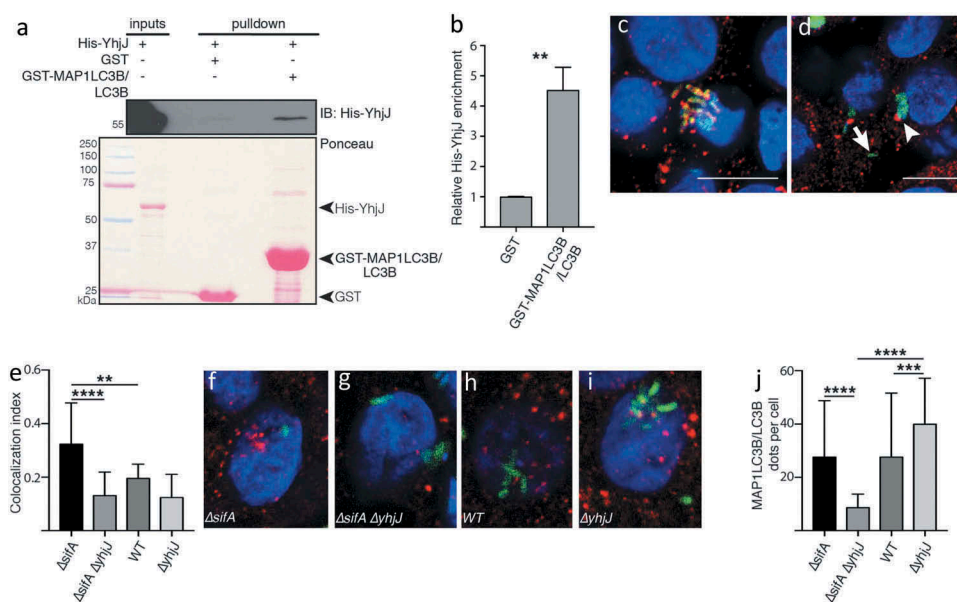 a
inputs pulldown
His-YhjJ + + +
GST - + -
GST-MAP1LC3B/ - - +
LC3B
55
IB: His-YhjJ
Ponceau
250
150
100
75
50
37
25
kDa
His-YhjJ
GST-MAP1LC3B/
LC3B
GST
b
Relative His-YhjJ enrichment
6
5
4
3
2
1
0
**
GST
GST-MAP1LC3B
/LC3B
c
d
e
Colocalization index
0.6
0.4
0.2
**
****
ΔsifA
ΔsifA ΔyhjJ
WT
ΔyhjJ
f
ΔsifA
g
ΔsifA ΔyhjJ
h
WT
i
ΔyhjJ
j
MAP1LC3B/LC3B
dots per cell
60
40
20
****
****
***
ΔsifA
ΔsifA ΔyhjJ
WT
ΔyhjJ